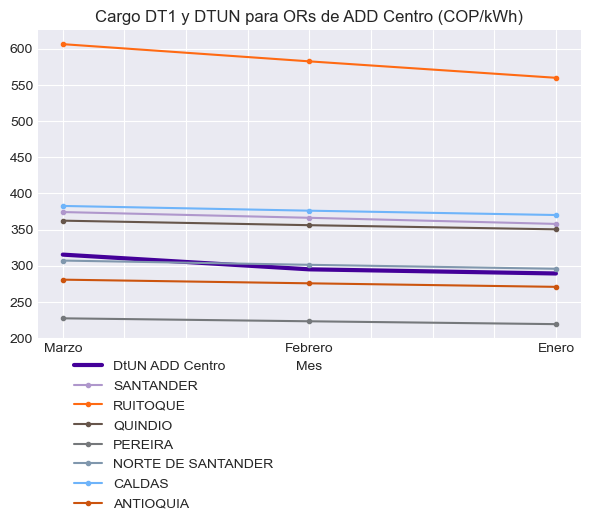 Cargo DT1 y DTUN para ORs de ADD Centro (COP/kWh)
600
550
500
450
400
350
300
250
200
Marzo Febrero Enero
Mes
DtUN ADD Centro
SANTANDER
RUITOQUE
QUINDIO
PEREIRA
NORTE DE SANTANDER
CALDAS
ANTIOQUIA